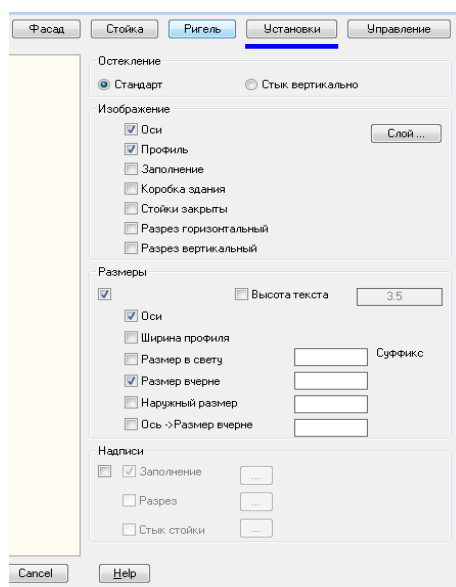 Фасад Стойка Ригель Установки Управление
Остекление
Стандарт Стык вертикально
Изображение
Оси Слой ...
Профиль
Заполнение
Коробка здания
Стойки закрыты
Разрез горизонтальный
Разрез вертикальный
Размеры
Высота текста 3.5
Оси
Ширина профиля
Размер в свету Суффикс
Размер вчерне
Наружный размер
Ось ->Размер вчерне
Надписи
Заполнение ...
Разрез ...
Стык стойки ...
Cancel Help